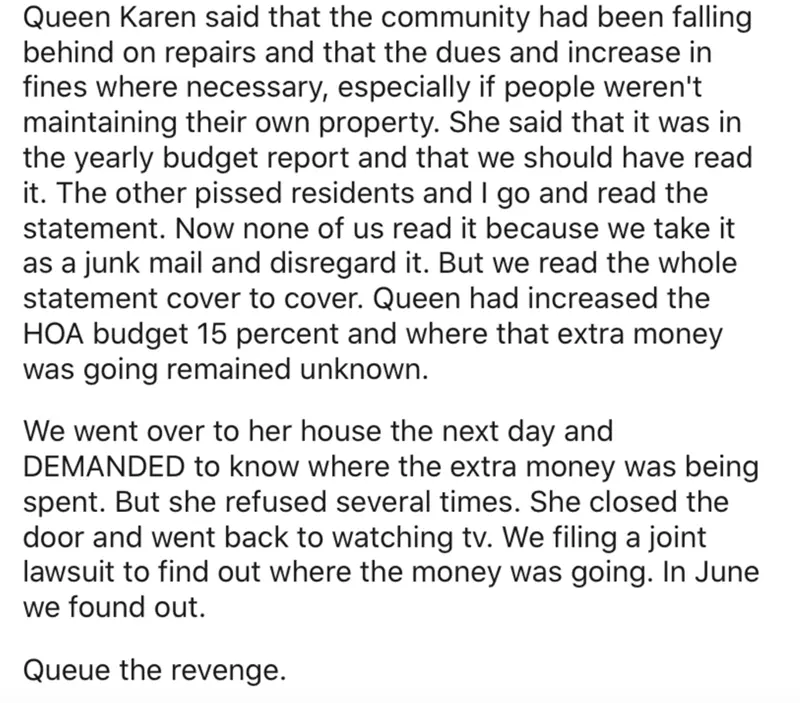 Queen Karen said that the community had been falling
behind on repairs and that the dues and increase in
fines where necessary, especially if people weren't
maintaining their own property. She said that it was in
the yearly budget report and that we should have read
it. The other pissed residents and I go and read the
statement. Now none of us read it because we take it
as a junk mail and disregard it. But we read the whole
statement cover to cover. Queen had increased the
HOA budget 15 percent and where that extra money
was going remained unknown.
We went over to her house the next day and
DEMANDED to know where the extra money was being
spent. But she refused several times. She closed the
door and went back to watching tv. We filing a joint
lawsuit to find out where the money was going. In June
we found out.
Queue the revenge.